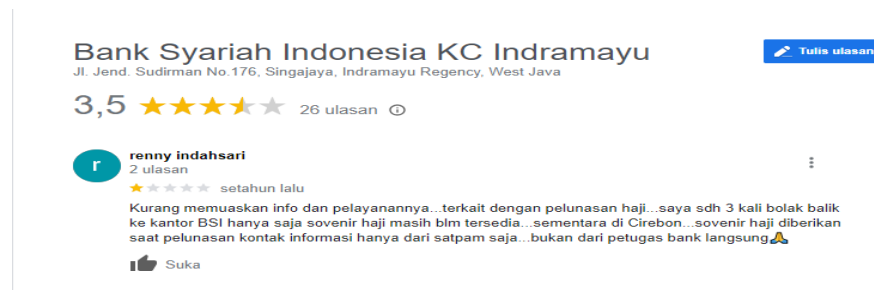 Bank Syariah Indonesia KC Indramayu
Tulis ulasan
Jl. Jend. Sudirman No.176, Singajaya, Indramayu Regency, West Java
3,5 26 ulasan
r
renny indahsari
2 ulasan
setahun lalu
Kurang memuaskan info dan pelayanannya...terkait dengan pelunasan haji...saya sdh 3 kali bolak balik
ke kantor BSI hanya saja sovenir haji masih blm tersedia...sementara di Cirebon...sovenir haji diberikan
saat pelunasan kontak informasi hanya dari satpam saja...bukan dari petugas bank langsung🙏
Suka